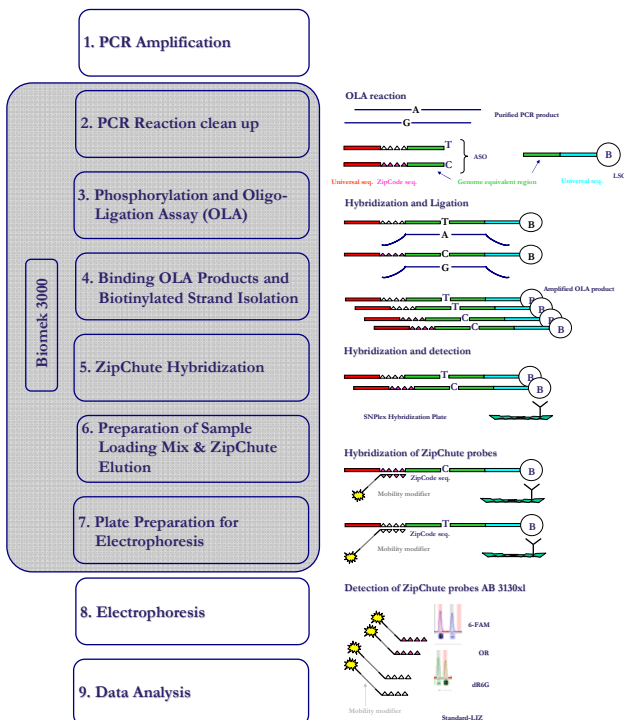 1. PCR Amplification
2. PCR Reaction clean up
3. Phosphorylation and Oligo-
Ligation Assay (OLA)
4. Binding OLA Products and
Biotinylated Strand Isolation
5. ZipChute Hybridization
6. Preparation of Sample
Loading Mix & ZipChute
Elution
7. Plate Preparation for
Electrophoresis
8. Electrophoresis
9. Data Analysis
Biomek 3000
OLA reaction
A
G
Purified PCR product
T
C
ASO
B
LSO
Universal seq. ZipCode seq.
Genome equivalent region
Universal seq.
Hybridization and Ligation
T
B
A
C
B
G
Amplified OLA product
T
B
T
B
C
B
C
B
Hybridization and detection
T
B
C
B
SNPlex Hybridization Plate
Hybridization of ZipChute probes
C
B
ZipCode seq.
Mobility modifier
T
B
ZipCode seq.
Mobility modifier
Detection of ZipChute probes AB 3130xl
6-FAM
OR
dR6G
Mobility modifier
Standard-LIZ